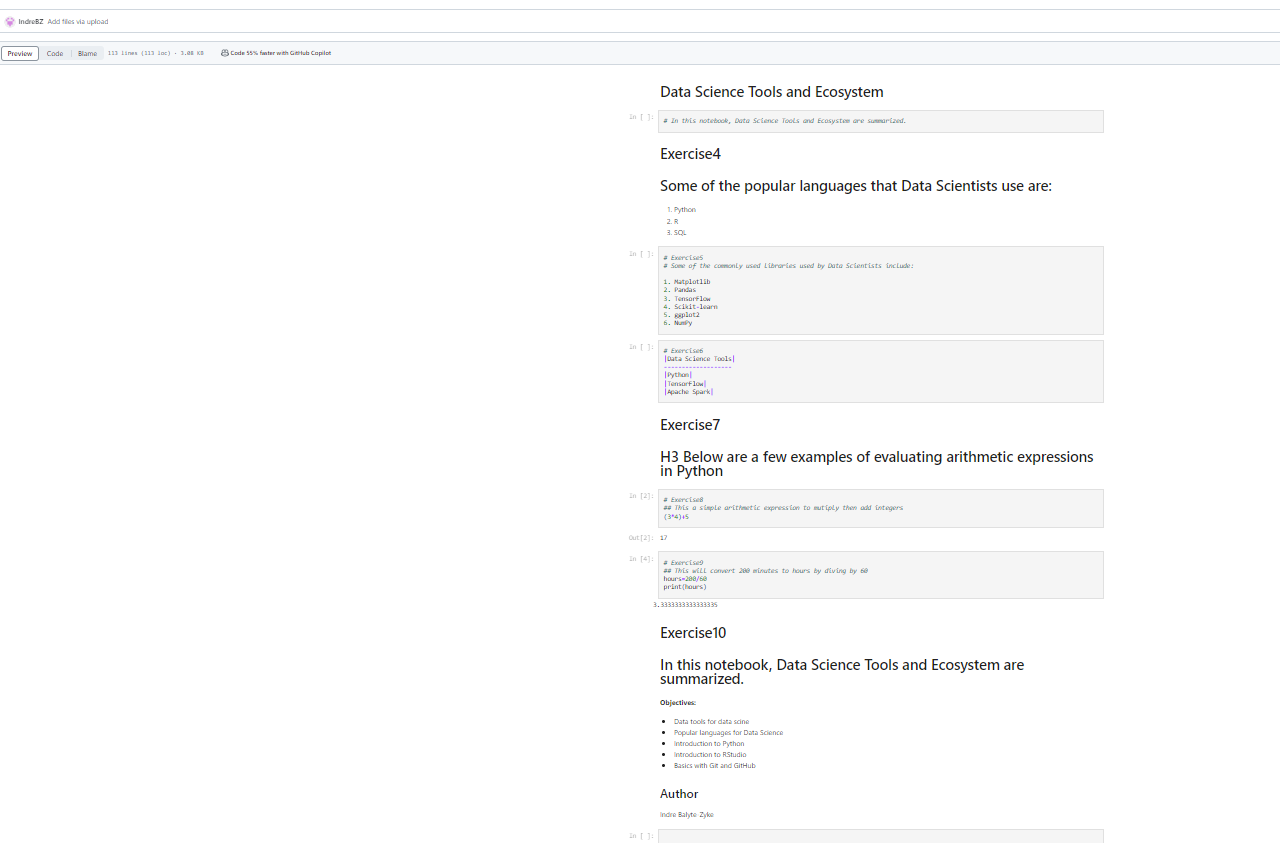 IndreBZ Add files via upload
Preview Code Blame 113 lines (113 loc) · 3.08 KB Code 55% faster with GitHub Copilot
Data Science Tools and Ecosystem
In [ ]: # In this notebook, Data Science Tools and Ecosystem are summarized.
Exercise4
Some of the popular languages that Data Scientists use are:
1. Python
2. R
3. SQL
In [ ]: # Exercise5
# Some of the commonly used libraries used by Data Scientists include:
1. Matplotlib
2. Pandas
3. TensorFlow
4. Scikit-learn
5. ggplot2
6. NumPy
In [ ]: # Exercise6
|Data Science Tools|
-------------------
|Python|
|TensorFlow|
|Apache Spark|
Exercise7
H3 Below are a few examples of evaluating arithmetic expressions
in Python
In [2]: # Exercise8
## This a simple arithmetic expression to mutiply then add integers
(3*4)+5
Out[2]: 17
In [4]: # Exercise9
## This will convert 200 minutes to hours by diving by 60
hours=200/60
print(hours)
3.3333333333333335
Exercise10
In this notebook, Data Science Tools and Ecosystem are
summarized.
Objectives:
• Data tools for data scine
• Popular languages for Data Science
• Introduction to Python
• Introduction to RStudio
• Basics with Git and GitHub
Author
Indre Balyte-Zyke
In [ ]: